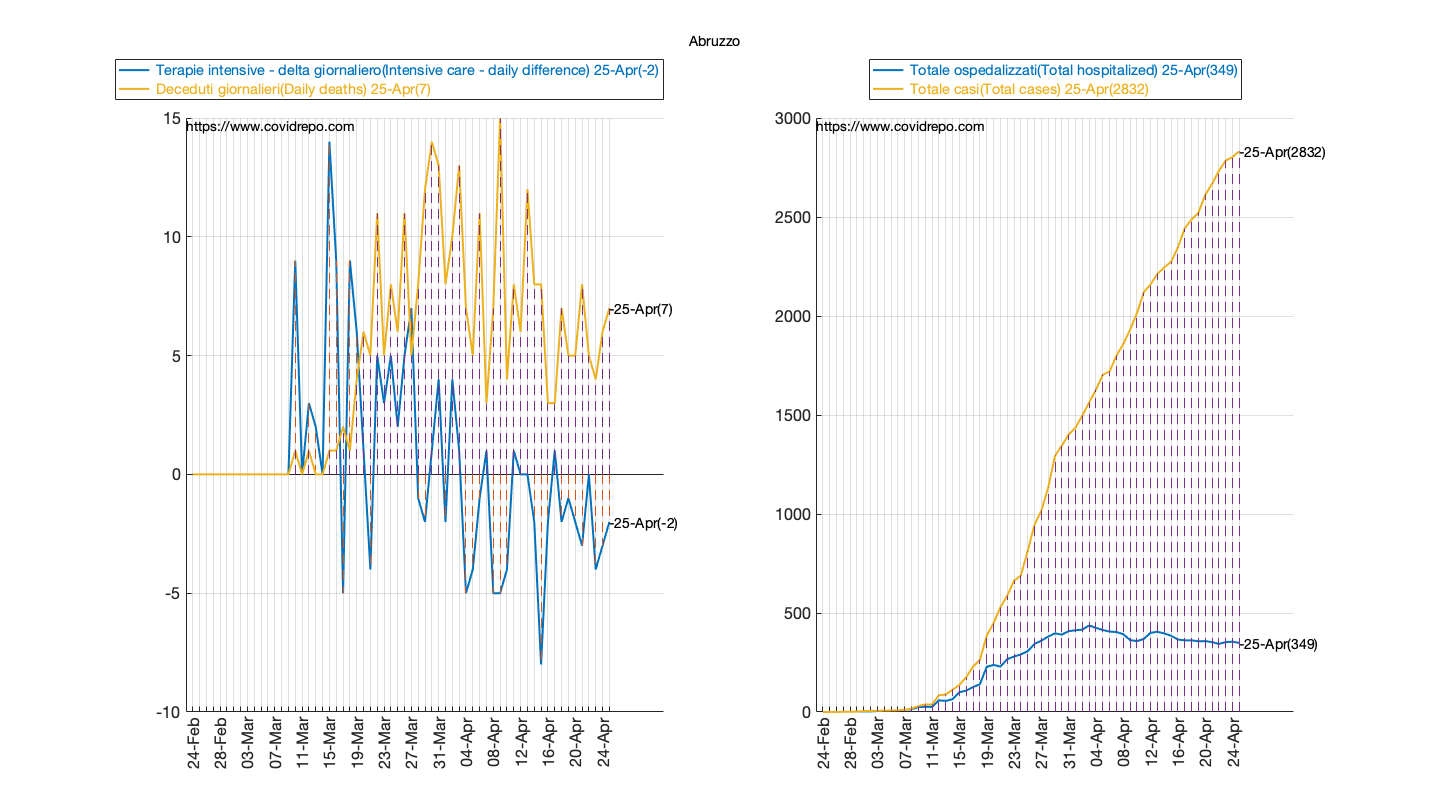 Abruzzo
Terapie intensive - delta giornaliero(Intensive care - daily difference) 25-Apr(-2)
Deceduti giornalieri(Daily deaths) 25-Apr(7)
15
https://www.covidrepo.com
10
5
0
-5
-10
-25-Apr(7)
-25-Apr(-2)
24-Feb
28-Feb
03-Mar
07-Mar
11-Mar
15-Mar
19-Mar
23-Mar
27-Mar
31-Mar
04-Apr
08-Apr
12-Apr
16-Apr
20-Apr
24-Apr
Totale ospedalizzati(Total hospitalized) 25-Apr(349)
Totale casi(Total cases) 25-Apr(2832)
3000
https://www.covidrepo.com
2500
2000
1500
1000
500
0
-25-Apr(2832)
-25-Apr(349)
24-Feb
28-Feb
03-Mar
07-Mar
11-Mar
15-Mar
19-Mar
23-Mar
27-Mar
31-Mar
04-Apr
08-Apr
12-Apr
16-Apr
20-Apr
24-Apr